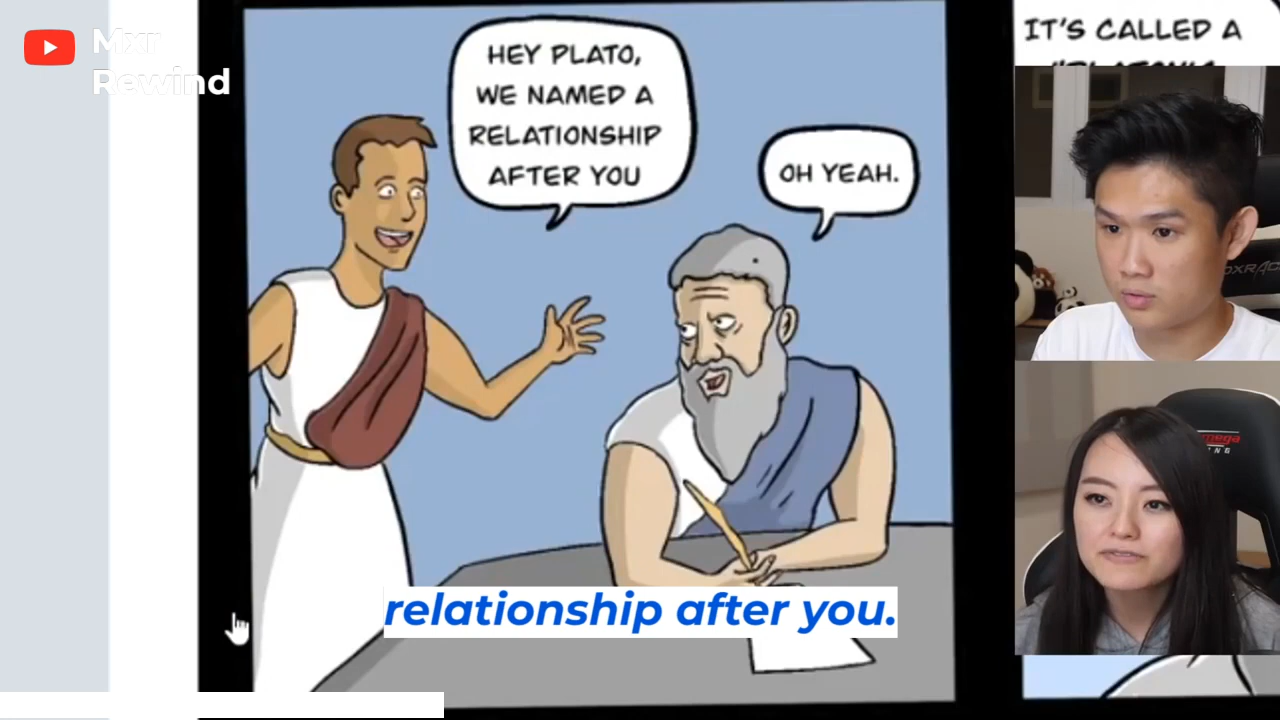 Mxr
Rewind
HEY PLATO,
WE NAMED A
RELATIONSHIP
AFTER YOU
OH YEAH.
IT'S CALLED A
relationship after you.